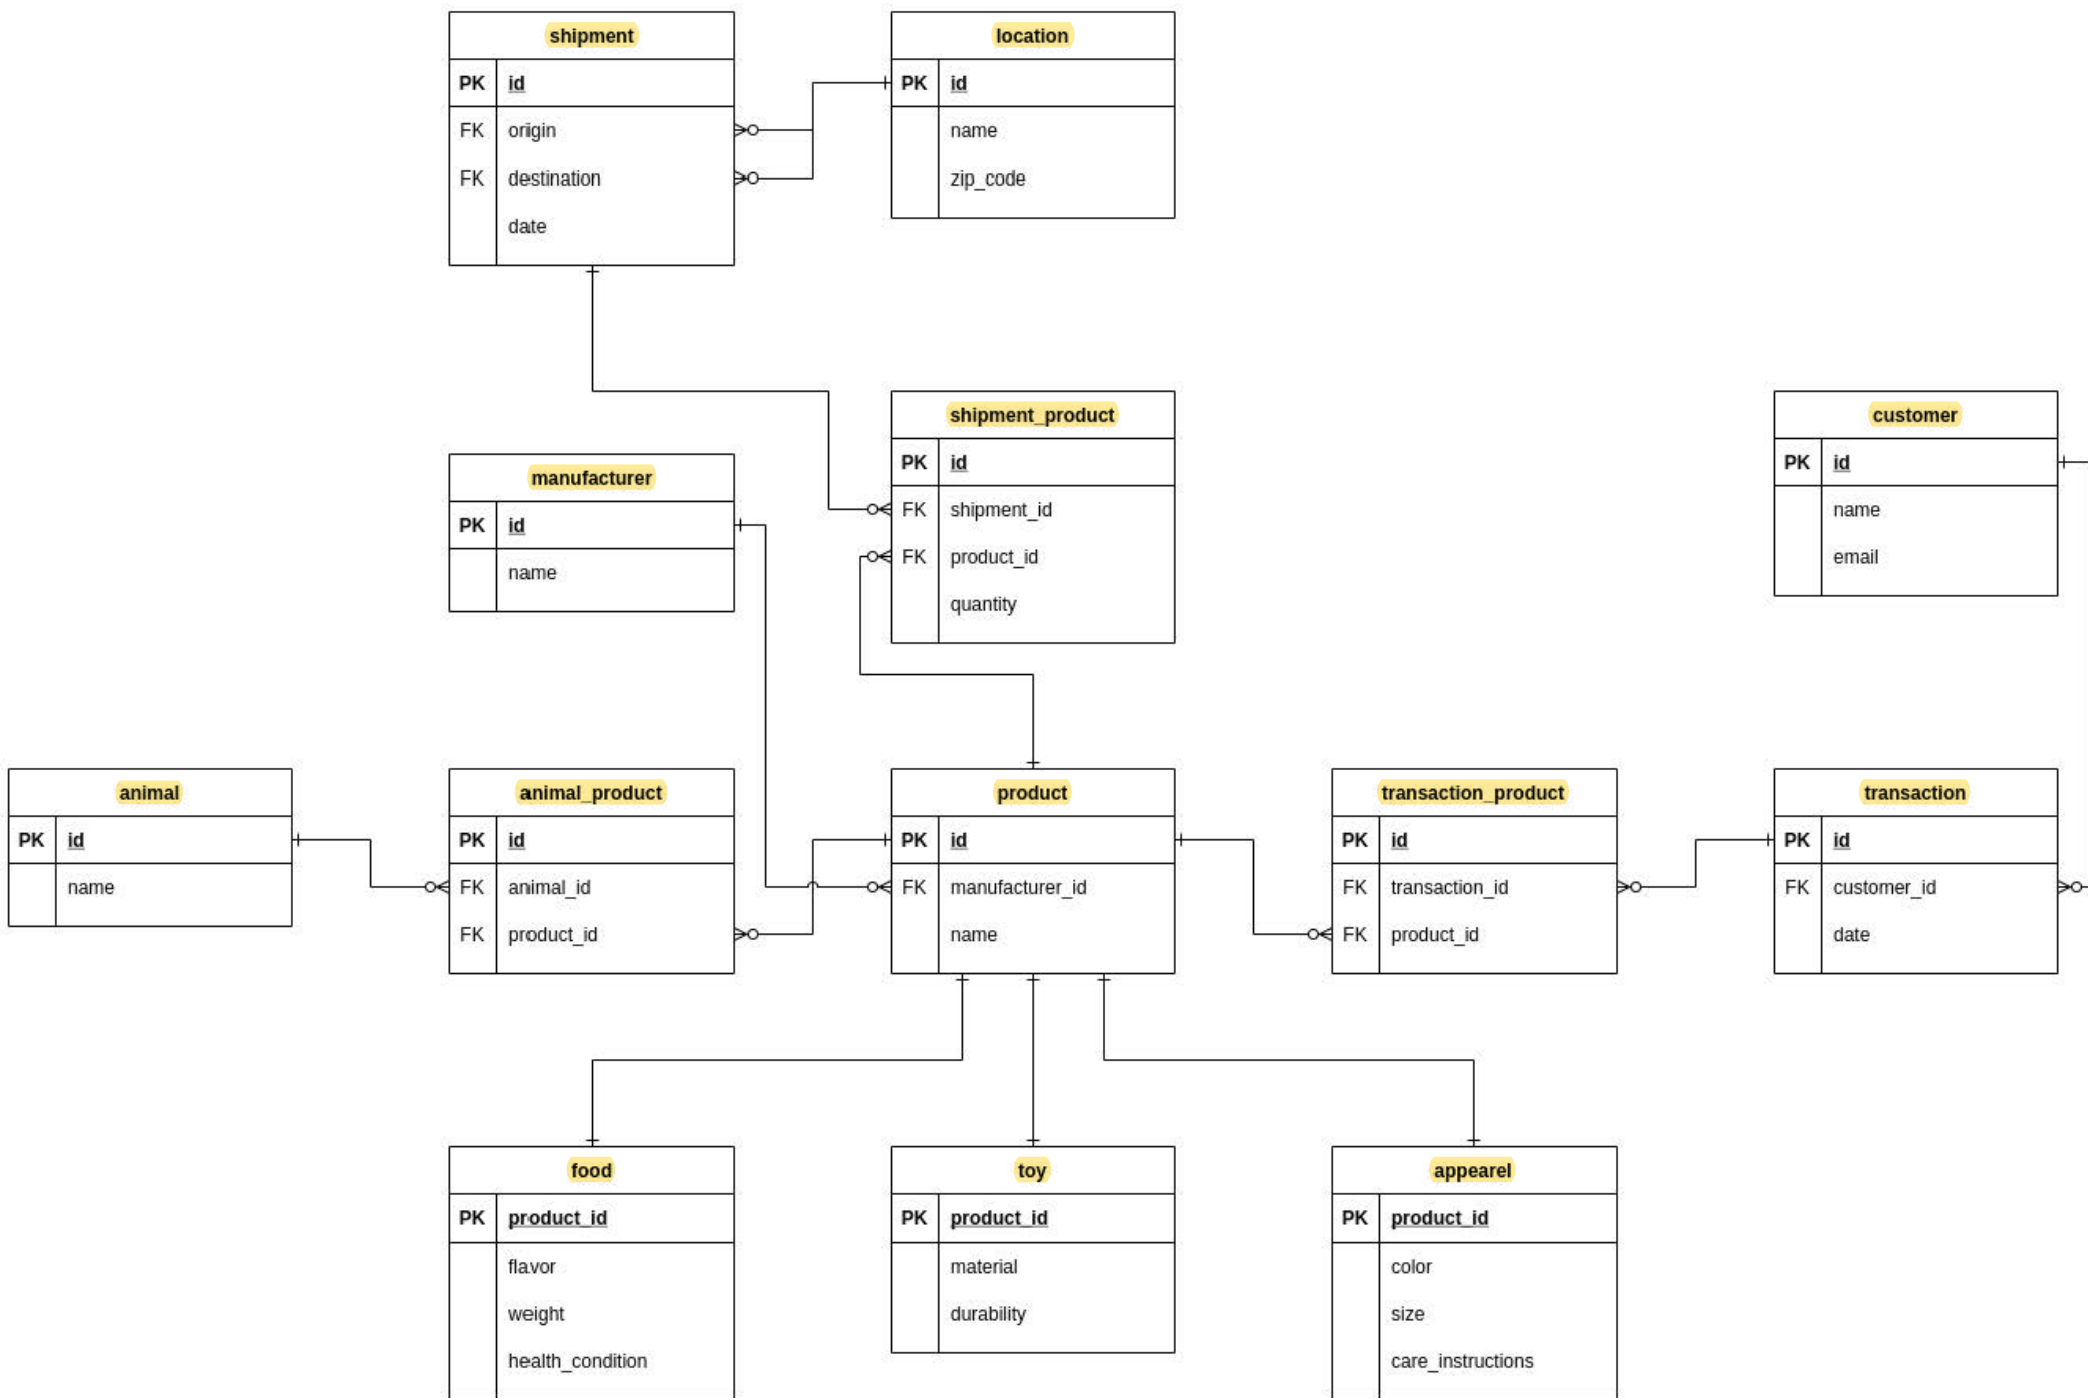 shipment
PK id
FK origin
FK destination
date
location
PK id
name
zip_code
shipment_product
PK id
FK shipment_id
FK product_id
quantity
customer
PK id
name
email
manufacturer
PK id
name
animal
PK id
name
animal_product
PK id
FK animal_id
FK product_id
product
PK id
FK manufacturer_id
name
transaction_product
PK id
FK transaction_id
FK product_id
transaction
PK id
FK customer_id
date
food
PK product_id
flavor
weight
health_condition
toy
PK product_id
material
durability
appearel
PK product_id
color
size
care_instructions